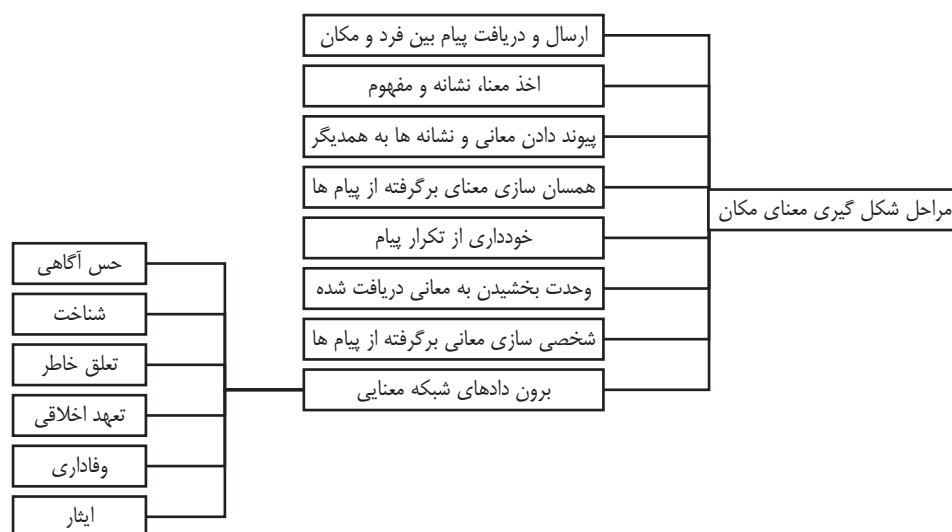 مراحل شکل گیری معنای مکان
ارسال و دریافت پیام بین فرد و مکان
اخذ معنا، نشانه و مفهوم
پیوند دادن معانی و نشانه ها به همدیگر
همسان سازی معنای برگرفته از پیام ها
خودداری از تکرار پیام
وحدت بخشیدن به معانی دریافت شده
شخصی سازی معانی برگرفته از پیام ها
برون دادهای شبکه معنایی
حس آگاهی
شناخت
تعلق خاطر
تعهد اخلاقی
وفاداری
ایثار